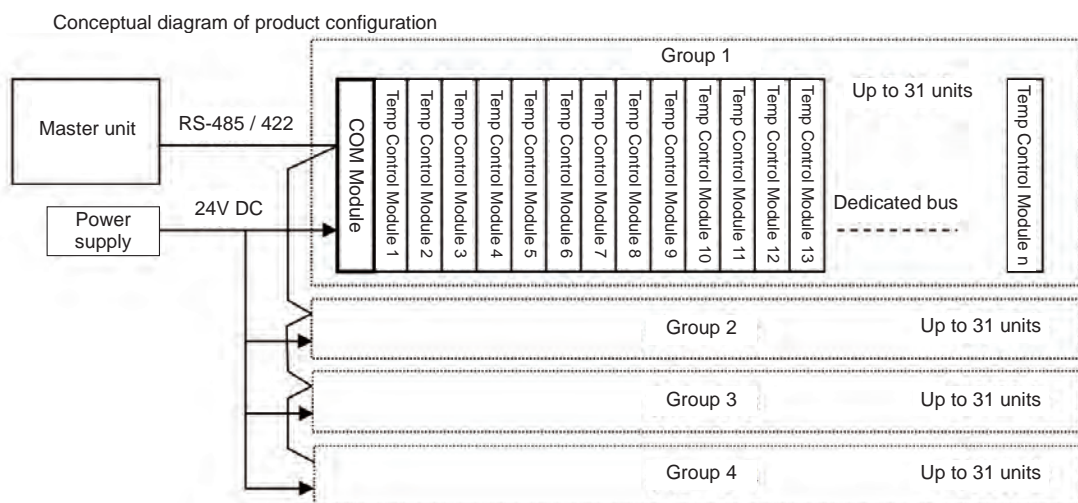 Conceptual diagram of product configuration
Group 1
Master unit
RS-485 / 422
COM Module
Temp Control Module 1
Temp Control Module 2
Temp Control Module 3
Temp Control Module 4
Temp Control Module 5
Temp Control Module 6
Temp Control Module 7
Temp Control Module 8
Temp Control Module 9
Temp Control Module 10
Temp Control Module 11
Temp Control Module 12
Temp Control Module 13
Up to 31 units
Dedicated bus
Temp Control Module n
Power
supply
24V DC
Group 2
Up to 31 units
Group 3
Up to 31 units
Group 4
Up to 31 units